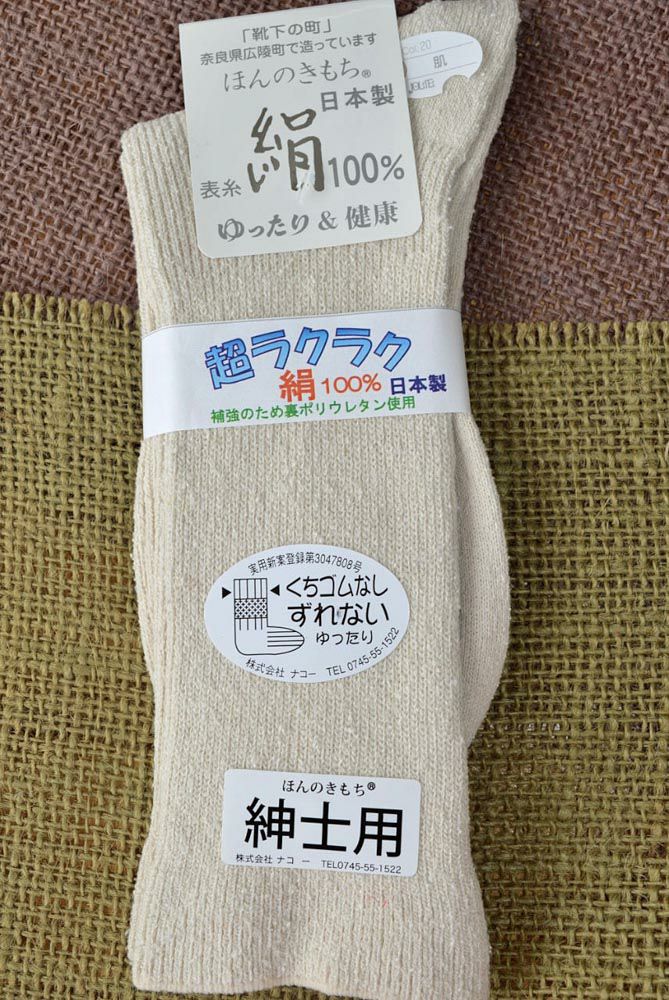 「靴下の町」
奈良県広陵町で造っています
ほんのきもち®
日本製
絹
表糸 100%
ゆったり & 健康
Col.20
肌
超ラクラク
絹100% 日本製
補強のため裏ポリウレタン使用
実用新案登録第3047808号
くちゴムなし
ずれない
ゆったり
株式会社 ナコー TEL 0745-55-1522
ほんのきもち®
紳士用
株式会社 ナコー TEL0745-55-1522